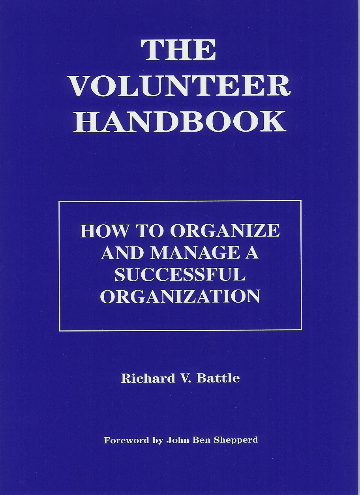 THE
VOLUNTEER
HANDBOOK
HOW TO ORGANIZE
AND MANAGE A
SUCCESSFUL
ORGANIZATION
Richard V. Battle
Foreword by John Ben Shepperd